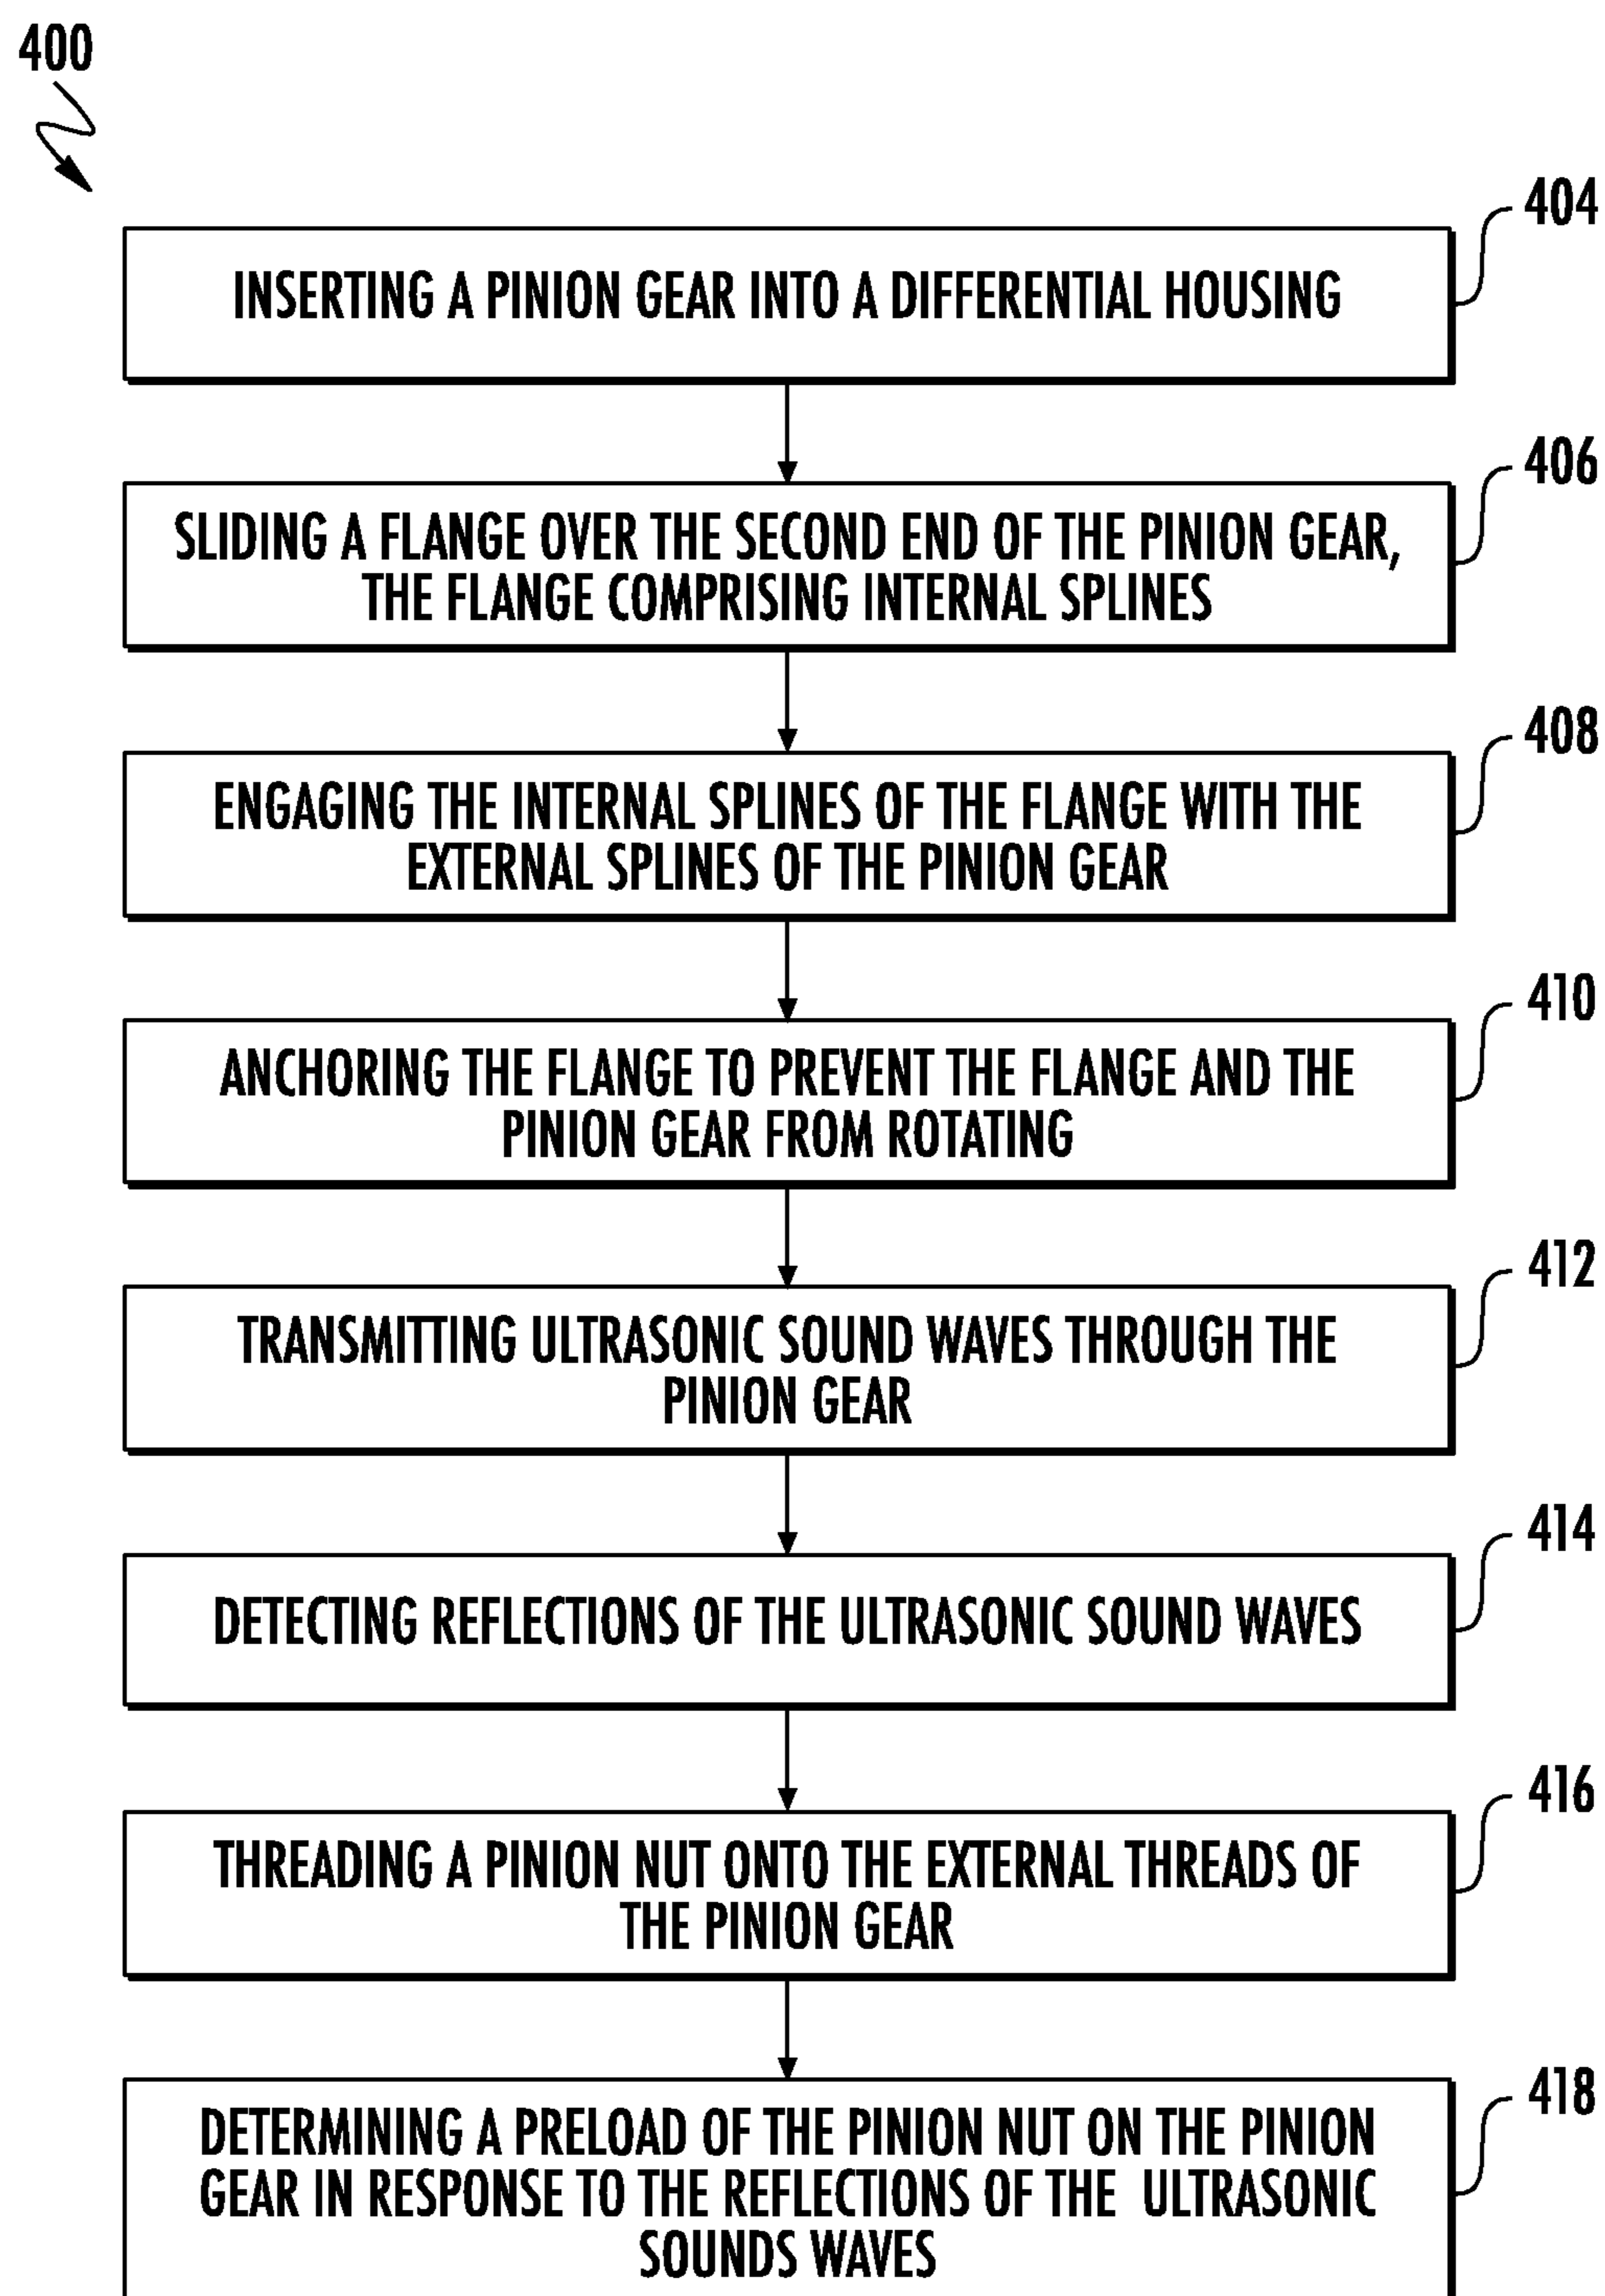 400
404
INSERTING A PINION GEAR INTO A DIFFERENTIAL HOUSING
406
SLIDING A FLANGE OVER THE SECOND END OF THE PINION GEAR,
THE FLANGE COMPRISING INTERNAL SPLINES
408
ENGAGING THE INTERNAL SPLINES OF THE FLANGE WITH THE
EXTERNAL SPLINES OF THE PINION GEAR
410
ANCHORING THE FLANGE TO PREVENT THE FLANGE AND THE
PINION GEAR FROM ROTATING
412
TRANSMITTING ULTRASONIC SOUND WAVES THROUGH THE
PINION GEAR
414
DETECTING REFLECTIONS OF THE ULTRASONIC SOUND WAVES
416
THREADING A PINION NUT ONTO THE EXTERNAL THREADS OF
THE PINION GEAR
418
DETERMINING A PRELOAD OF THE PINION NUT ON THE PINION
GEAR IN RESPONSE TO THE REFLECTIONS OF THE ULTRASONIC
SOUNDS WAVES